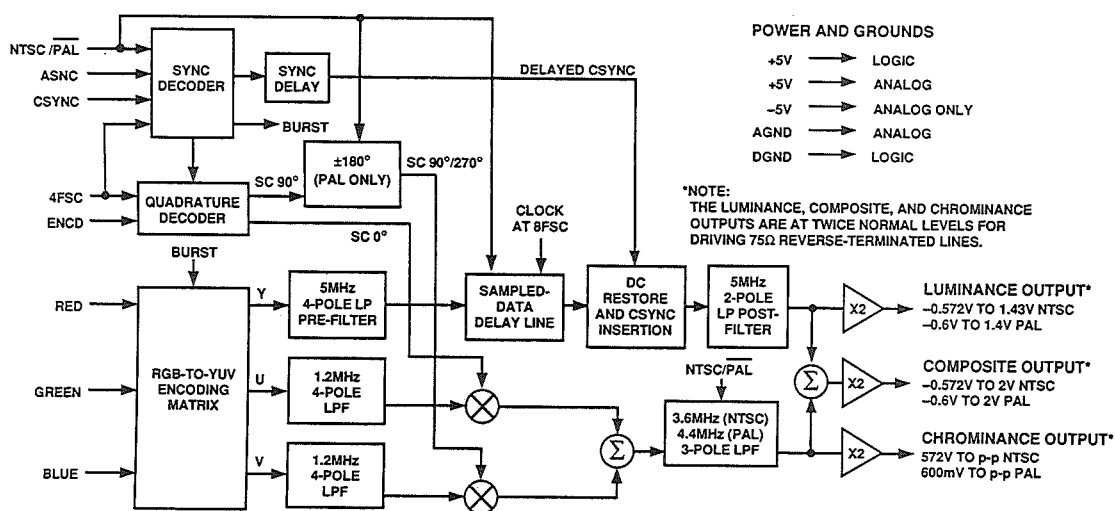 NTSC/PAL
ASNC
CSYNC
4FSC
ENCD
SYNC
DECODER
SYNC
DELAY
BURST
DELAYED CSYNC
QUADRATURE
DECODER
SC 90°
±180°
(PAL ONLY)
SC 90°/270°
SC 0°
POWER AND GROUNDS
+5V LOGIC
+5V ANALOG
–5V ANALOG ONLY
AGND ANALOG
DGND LOGIC
*NOTE:
THE LUMINANCE, COMPOSITE, AND CHROMINANCE
OUTPUTS ARE AT TWICE NORMAL LEVELS FOR
DRIVING 75Ω REVERSE-TERMINATED LINES.
CLOCK
AT 8FSC
BURST
RED
GREEN
BLUE
RGB-TO-YUV
ENCODING
MATRIX
Y
U
V
5MHz
4-POLE LP
PRE-FILTER
SAMPLED-
DATA
DELAY LINE
DC
RESTORE
AND CSYNC
INSERTION
5MHz
2-POLE
LP POST-
FILTER
X2
LUMINANCE OUTPUT*
–0.572V TO 1.43V NTSC
–0.6V TO 1.4V PAL
1.2MHz
4-POLE
LPF
NTSC/PAL
Σ
X2
COMPOSITE OUTPUT*
–0.572V TO 2V NTSC
–0.6V TO 2V PAL
1.2MHz
4-POLE
LPF
Σ
3.6MHz (NTSC)
4.4MHz (PAL)
3-POLE LPF
X2
CHROMINANCE OUTPUT*
572V TO p-p NTSC
600mV TO p-p PAL